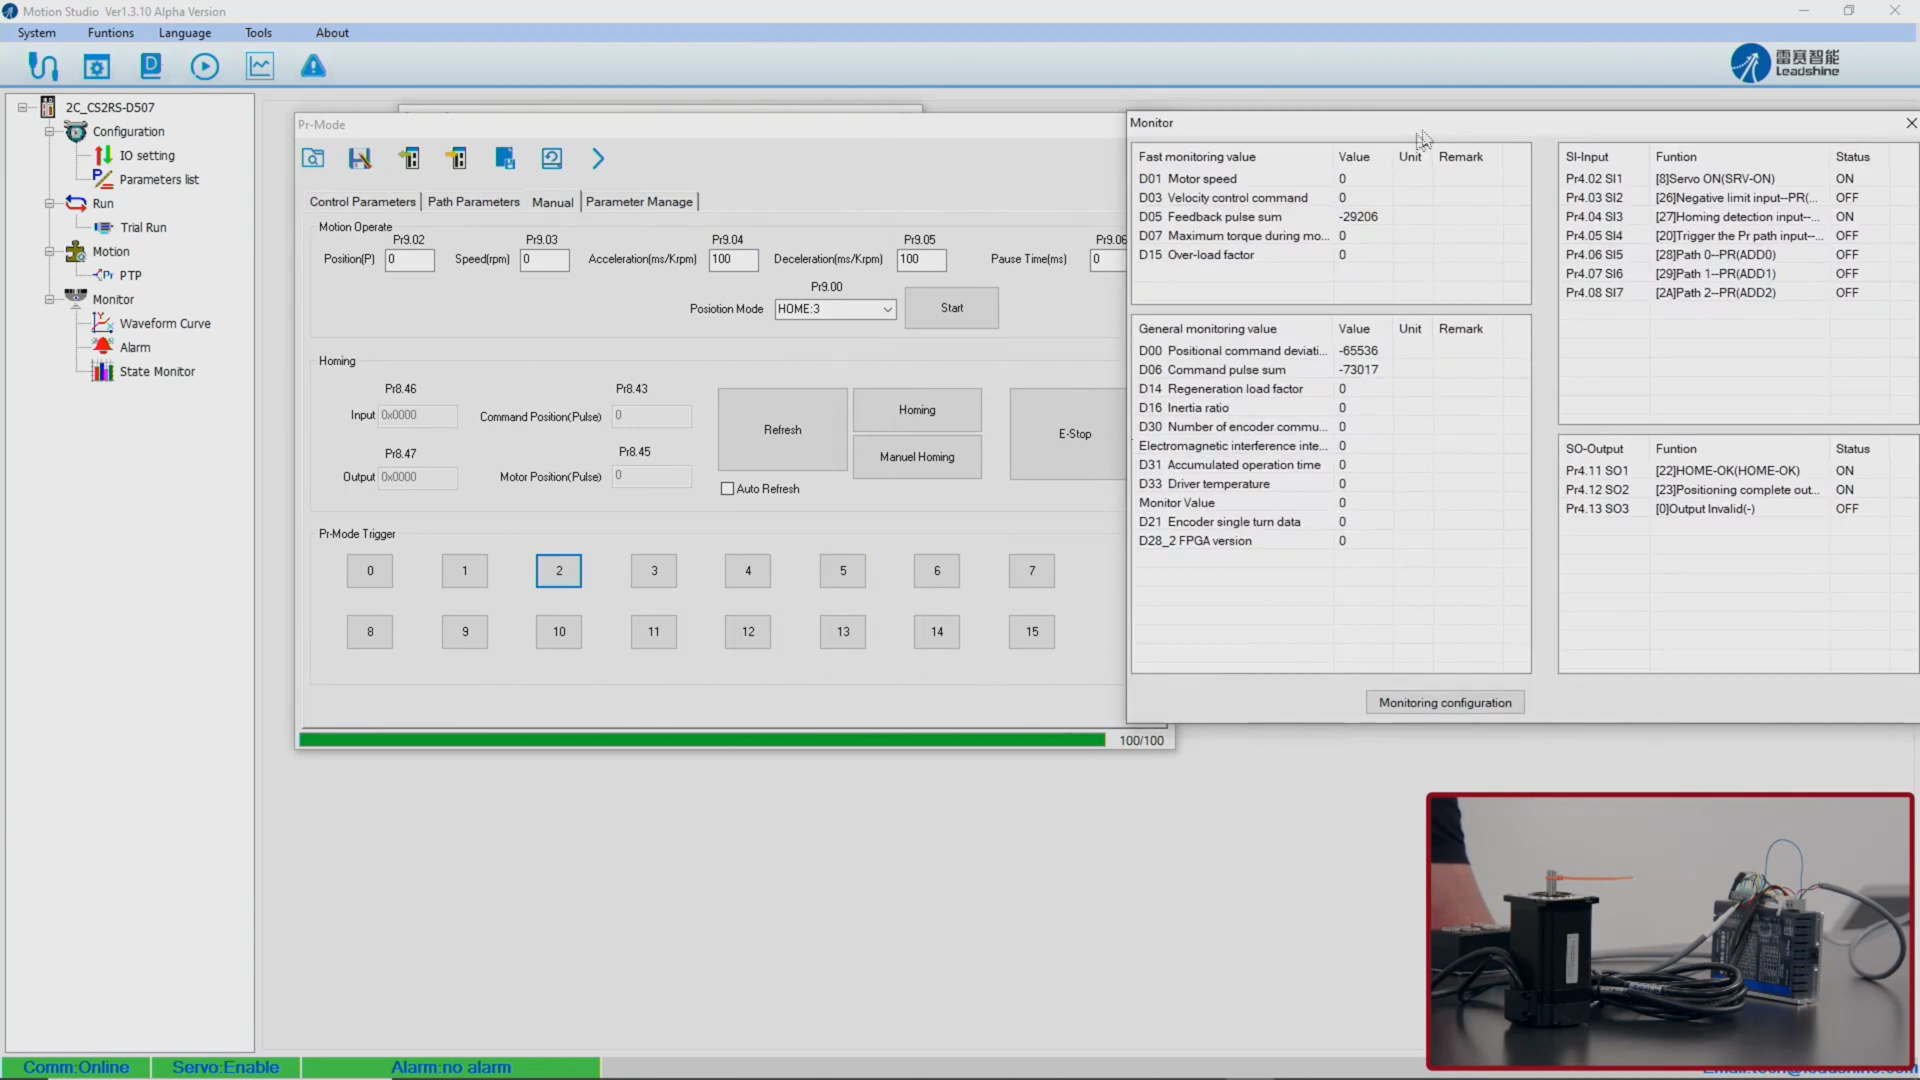 Motion Studio Ver1.3.10 Alpha Version
System Funtions Language Tools About
雷赛智能
Leadshine
2C_CS2RS-D507
Configuration
IO setting
Parameters list
Run
Trial Run
Motion
PTP
Monitor
Waveform Curve
Alarm
State Monitor
Pr-Mode
Control Parameters Path Parameters Manual Parameter Manage
Motion Operate
Pr9.02 Pr9.03 Pr9.04 Pr9.05 Pr9.06
Position(P) 0 Speed(rpm) 0 Acceleration(ms/Krpm) 100 Deceleration(ms/Krpm) 100 Pause Time(ms) 0
Pr9.00
Posiotion Mode HOME:3 Start
Homing
Pr8.46 Pr8.43
Input 0x0000 Command Position(Pulse) 0
Refresh Homing E-Stop
Manuel Homing
Pr8.47 Pr8.45
Output 0x0000 Motor Position(Pulse) 0
Auto Refresh
Pr-Mode Trigger
0 1 2 3 4 5 6 7
8 9 10 11 12 13 14 15
100/100
Monitor
Fast monitoring value Value Unit Remark
D01 Motor speed 0
D03 Velocity control command 0
D05 Feedback pulse sum -29206
D07 Maximum torque during mo... 0
D15 Over-load factor 0
General monitoring value Value Unit Remark
D00 Positional command deviati... -65536
D06 Command pulse sum -73017
D14 Regeneration load factor 0
D16 Inertia ratio 0
D30 Number of encoder commu... 0
Electromagnetic interference inte... 0
D31 Accumulated operation time 0
D33 Driver temperature 0
Monitor Value 0
D21 Encoder single turn data 0
D28_2 FPGA version 0
Monitoring configuration
SI-Input Funtion Status
Pr4.02 SI1 [8]Servo ON(SRV-ON) ON
Pr4.03 SI2 [26]Negative limit input--PR(... OFF
Pr4.04 SI3 [27]Homing detection input--... ON
Pr4.05 SI4 [20]Trigger the Pr path input--... OFF
Pr4.06 SI5 [28]Path 0--PR(ADD0) OFF
Pr4.07 SI6 [29]Path 1--PR(ADD1) OFF
Pr4.08 SI7 [2A]Path 2--PR(ADD2) OFF
SO-Output Funtion Status
Pr4.11 SO1 [22]HOME-OK(HOME-OK) ON
Pr4.12 SO2 [23]Positioning complete out... ON
Pr4.13 SO3 [0]Output Invalid(-) OFF
Comm:Online Servo:Enable Alarm:no alarm